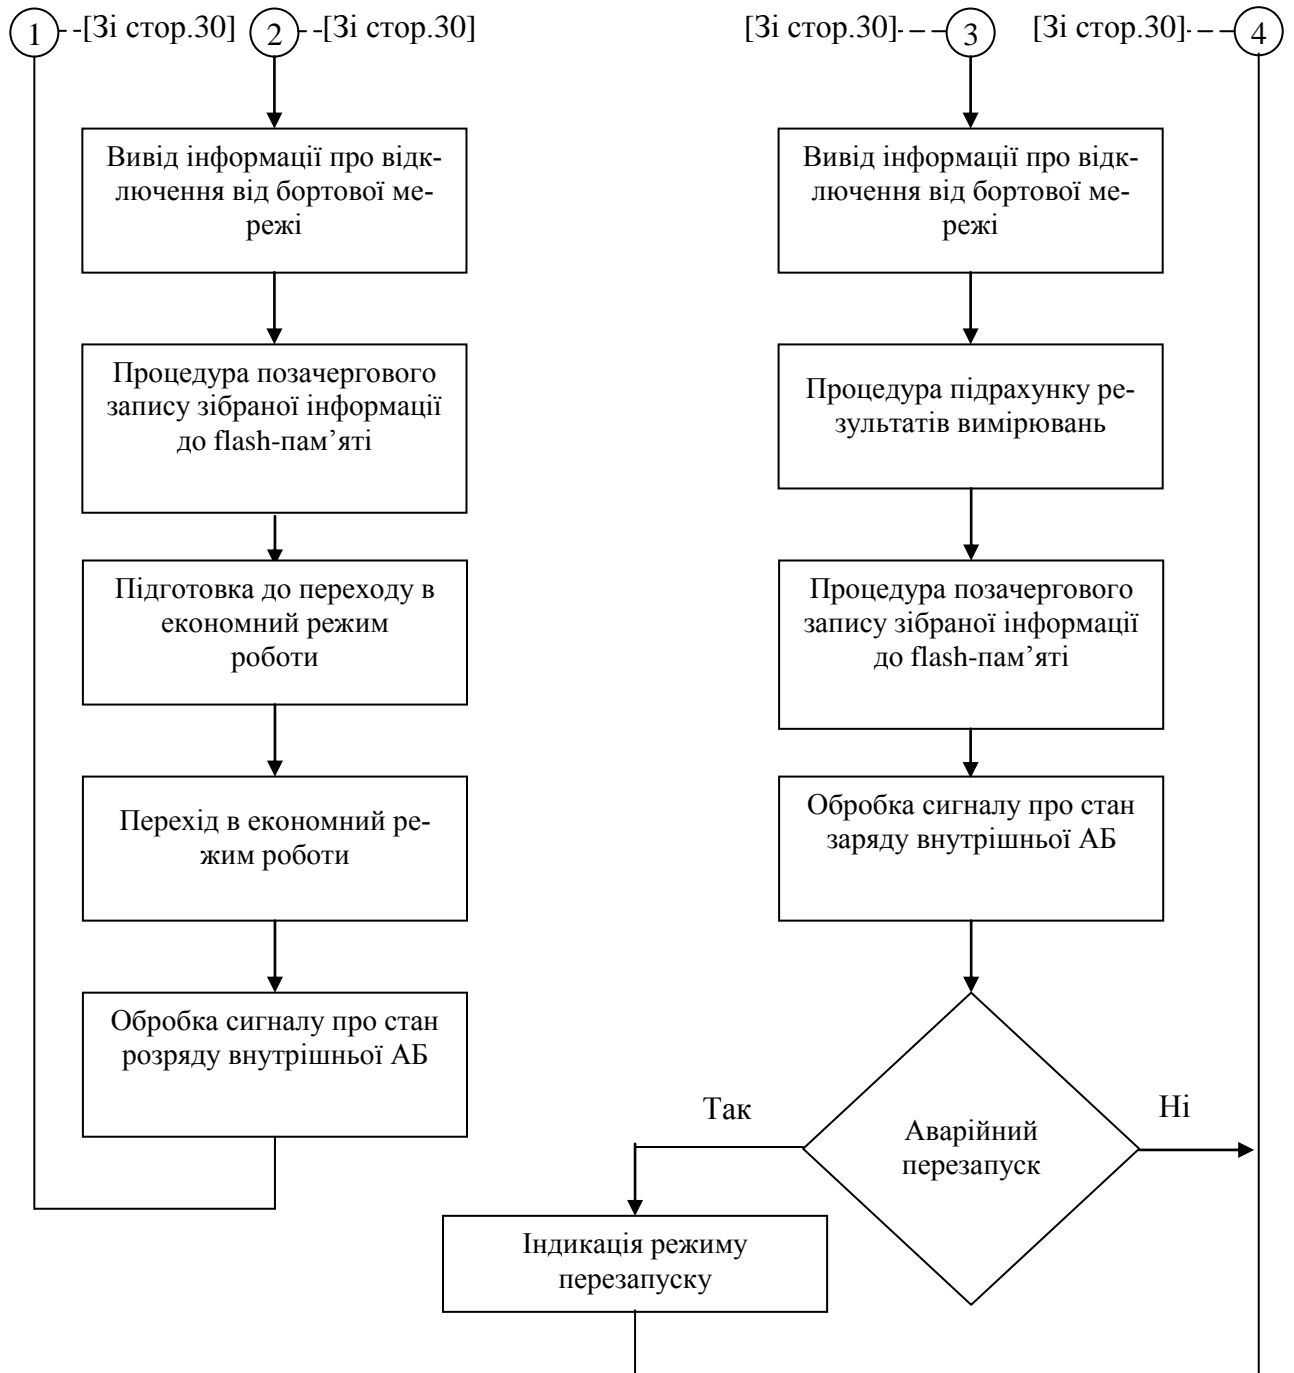 1 [Зі стор.30] 2 [Зі стор.30] [Зі стор.30] 3 [Зі стор.30] 4
Вивід інформації про відк-
лючення від бортової ме-
режі
Процедура позачергового
запису зібраної інформації
до flash-пам’яті
Підготовка до переходу в
економний режим
роботи
Перехід в економний ре-
жим роботи
Обробка сигналу про стан
розряду внутрішньої АБ
Вивід інформації про відк-
лючення від бортової ме-
режі
Процедура підрахунку ре-
зультатів вимірювань
Процедура позачергового
запису зібраної інформації
до flash-пам’яті
Обробка сигналу про стан
заряду внутрішньої АБ
Аварійний
перезапуск
Так
Ні
Індикація режиму
перезапуску